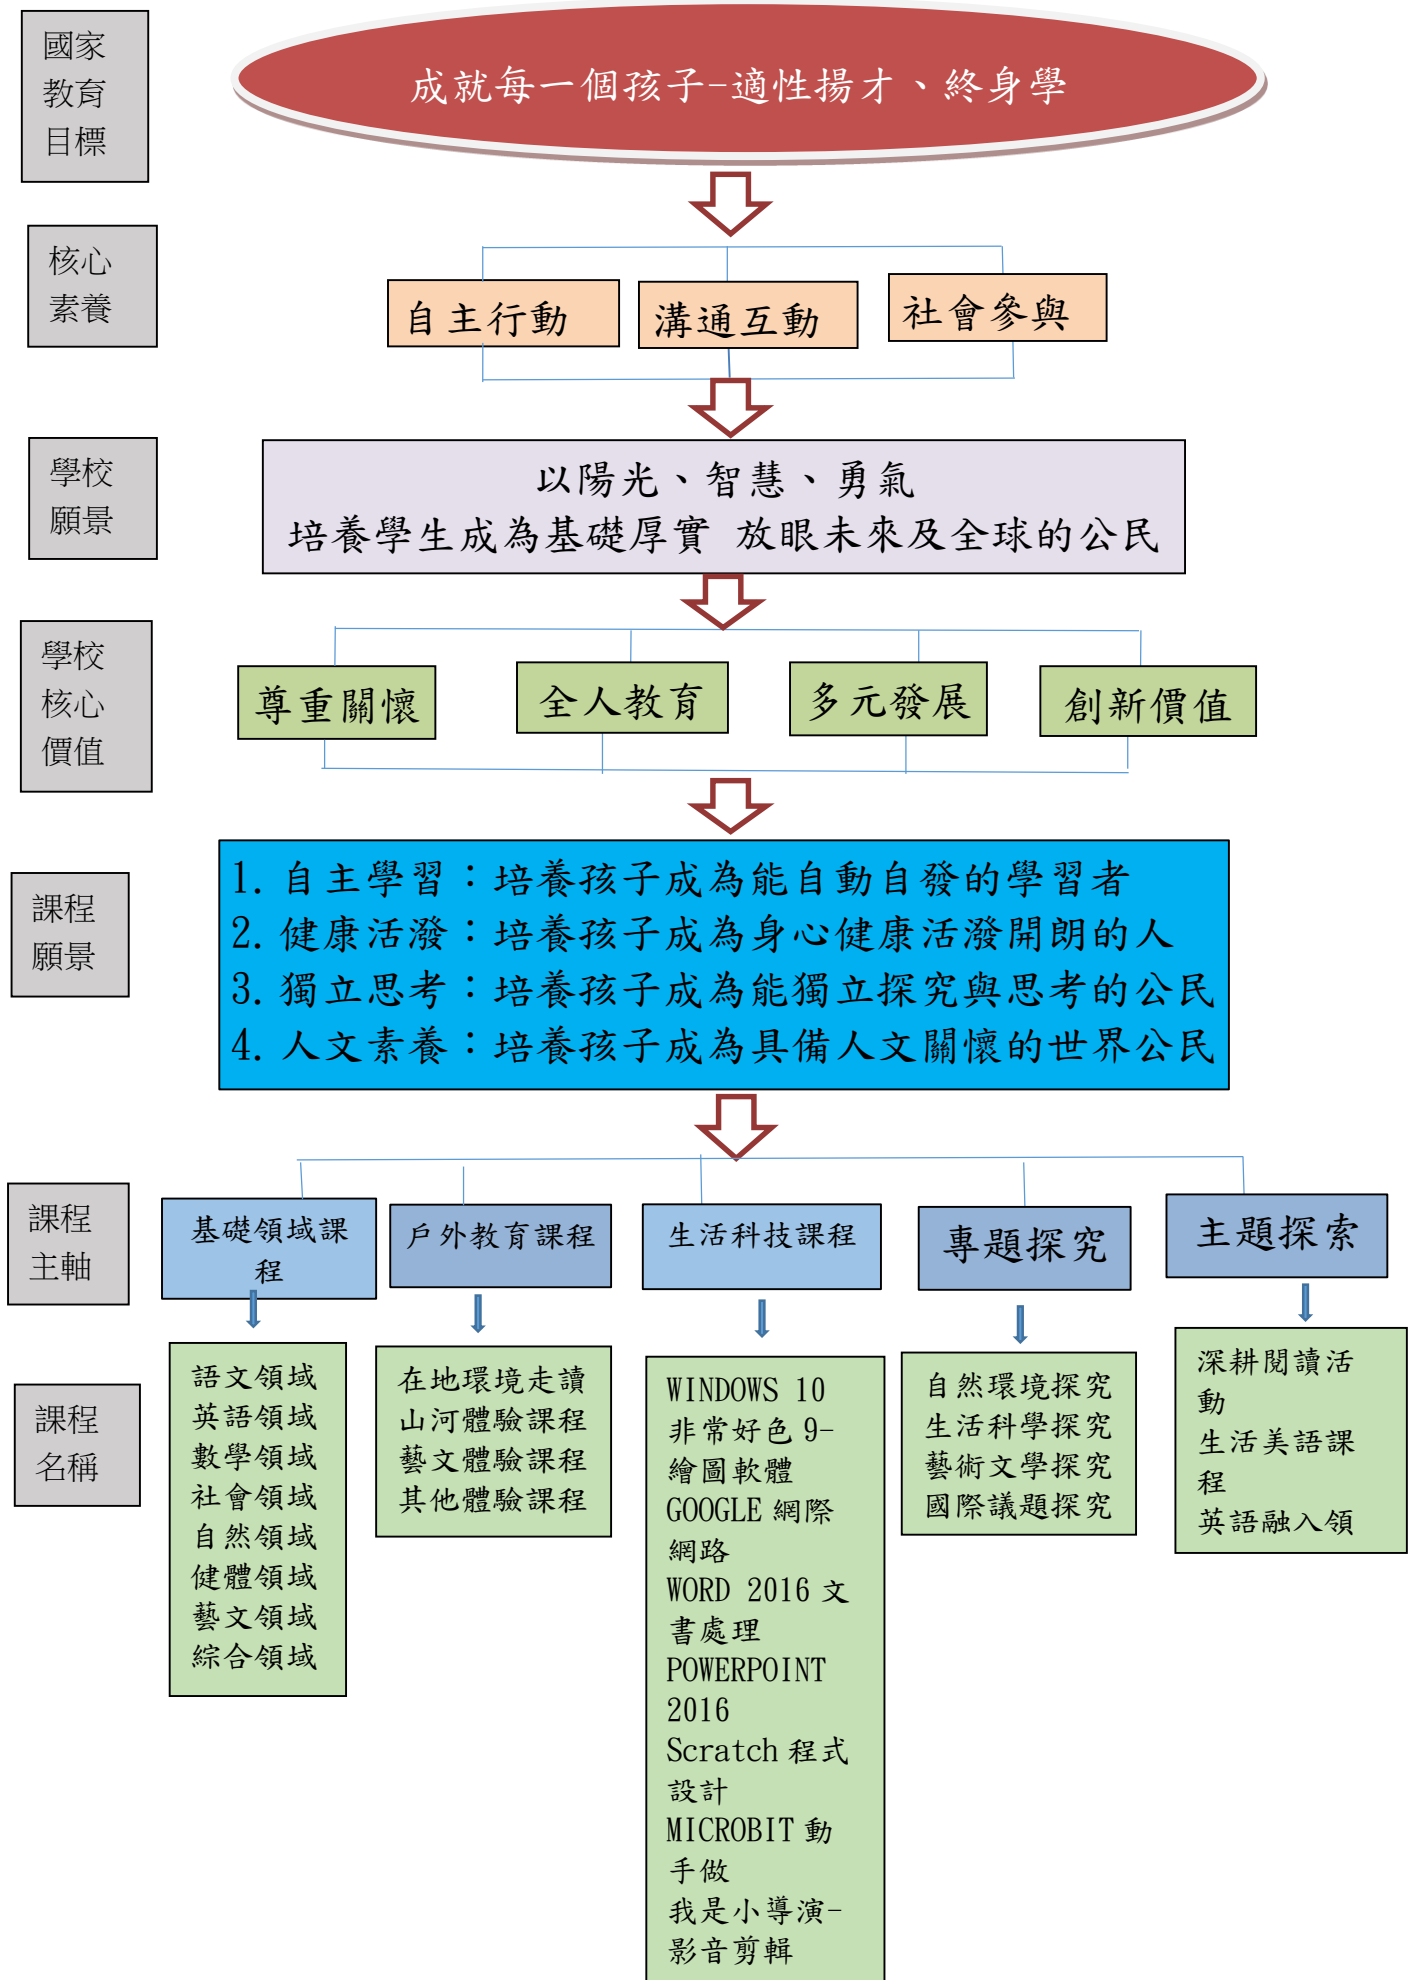 國家
教育
目標
成就每一個孩子-適性揚才、終身學
核心
素養
自主行動
溝通互動
社會參與
學校
願景
以陽光、智慧、勇氣
培養學生成為基礎厚實 放眼未來及全球的公民
學校
核心
價值
尊重關懷
全人教育
多元發展
創新價值
課程
願景
1. 自主學習：培養孩子成為能自動自發的學習者
2. 健康活潑：培養孩子成為身心健康活潑開朗的人
3. 獨立思考：培養孩子成為能獨立探究與思考的公民
4. 人文素養：培養孩子成為具備人文關懷的世界公民
課程
主軸
基礎領域課
程
戶外教育課程
生活科技課程
專題探究
主題探索
課程
名稱
語文領域
英語領域
數學領域
社會領域
自然領域
健體領域
藝文領域
綜合領域
在地環境走讀
山河體驗課程
藝文體驗課程
其他體驗課程
WINDOWS 10
非常好色 9-
繪圖軟體
GOOGLE 網際
網路
WORD 2016 文
書處理
POWERPOINT
2016
Scratch 程式
設計
MICROBIT 動
手做
我是小導演-
影音剪輯
自然環境探究
生活科學探究
藝術文學探究
國際議題探究
深耕閱讀活
動
生活美語課
程
英語融入領